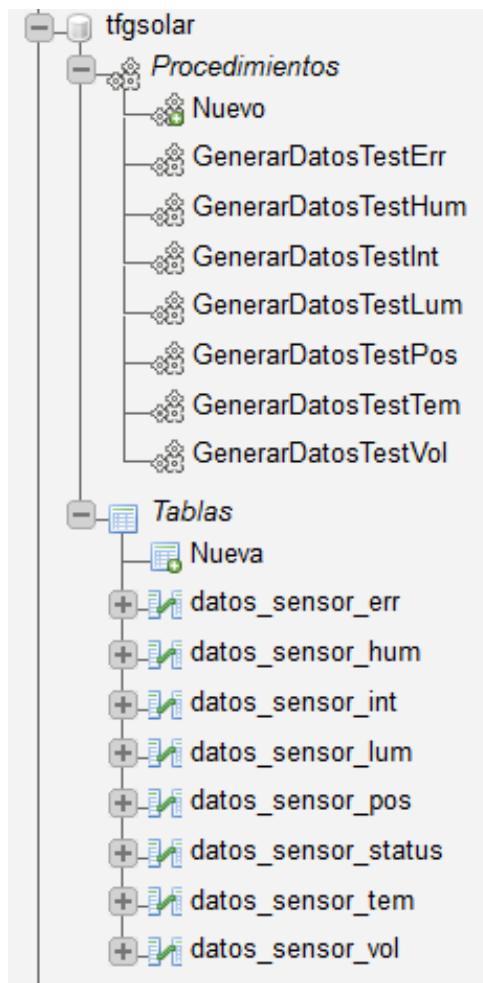 tfgsolar
Procedimientos
Nuevo
GenerarDatosTestErr
GenerarDatosTestHum
GenerarDatosTestInt
GenerarDatosTestLum
GenerarDatosTestPos
GenerarDatosTestTem
GenerarDatosTestVol
Tablas
Nueva
datos_sensor_err
datos_sensor_hum
datos_sensor_int
datos_sensor_lum
datos_sensor_pos
datos_sensor_status
datos_sensor_tem
datos_sensor_vol